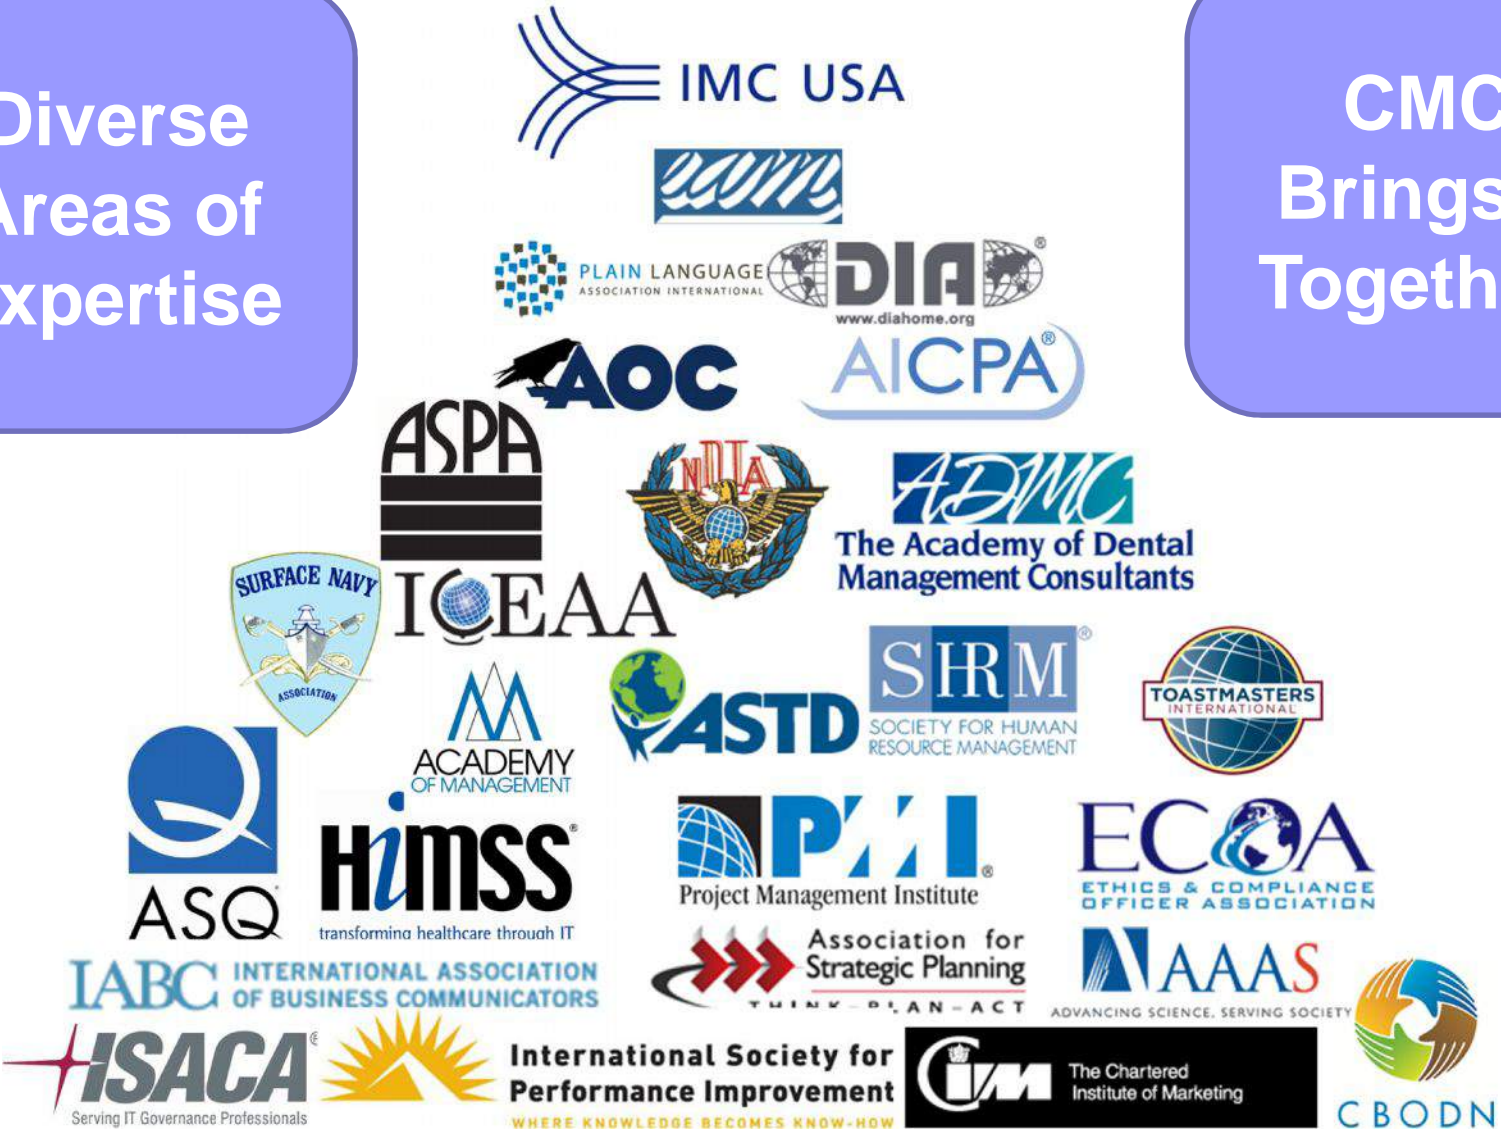 Diverse
Areas of
xpertise
CMC
Brings
Togeth
IMC USA
PLAIN LANGUAGE
ASSOCIATION INTERNATIONAL
DIA®
www.diahome.org
AOC
AICPA®
ASPA
NDIA
ADMC
The Academy of Dental
Management Consultants
SURFACE NAVY
ASSOCIATION
ICEAA
ACADEMY
OF MANAGEMENT
ASTD
SHRM®
SOCIETY FOR HUMAN
RESOURCE MANAGEMENT
TOASTMASTERS
INTERNATIONAL
ASQ
HiMSS®
transforming healthcare through IT
PMI®
Project Management Institute
ECOA
ETHICS & COMPLIANCE
OFFICER ASSOCIATION
IABC INTERNATIONAL ASSOCIATION
OF BUSINESS COMMUNICATORS
Association for
Strategic Planning
THINK-PLAN-ACT
AAAS
ADVANCING SCIENCE, SERVING SOCIETY
ISACA®
Serving IT Governance Professionals
International Society for
Performance Improvement
WHERE KNOWLEDGE BECOMES KNOW-HOW
CIM
The Chartered
Institute of Marketing
CBODN